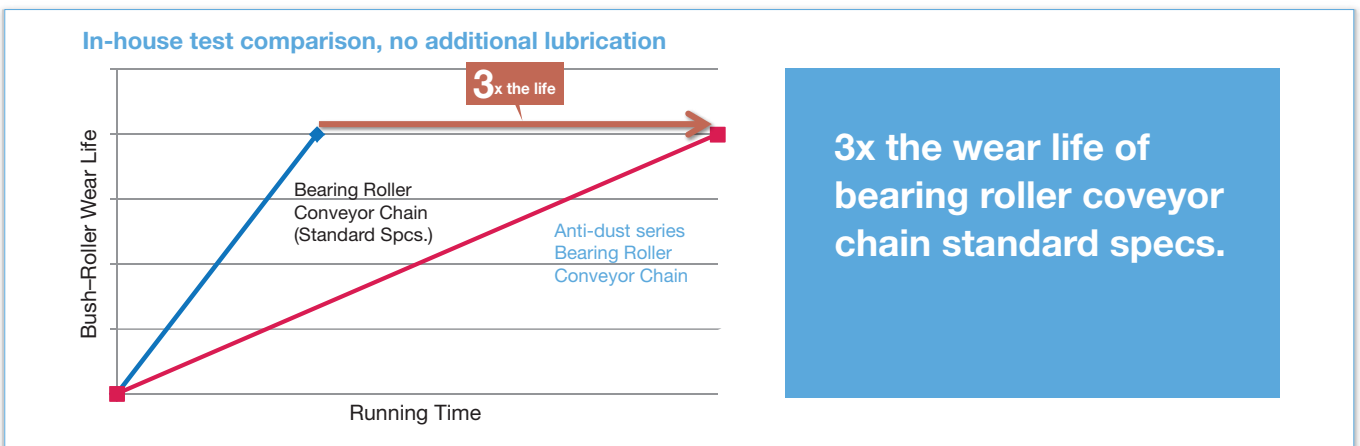 In-house test comparison, no additional lubrication
3x the life
Bush–Roller Wear Life
Bearing Roller
Conveyor Chain
(Standard Spcs.)
Anti-dust series
Bearing Roller
Conveyor Chain
Running Time
3x the wear life of
bearing roller coveyor
chain standard specs.